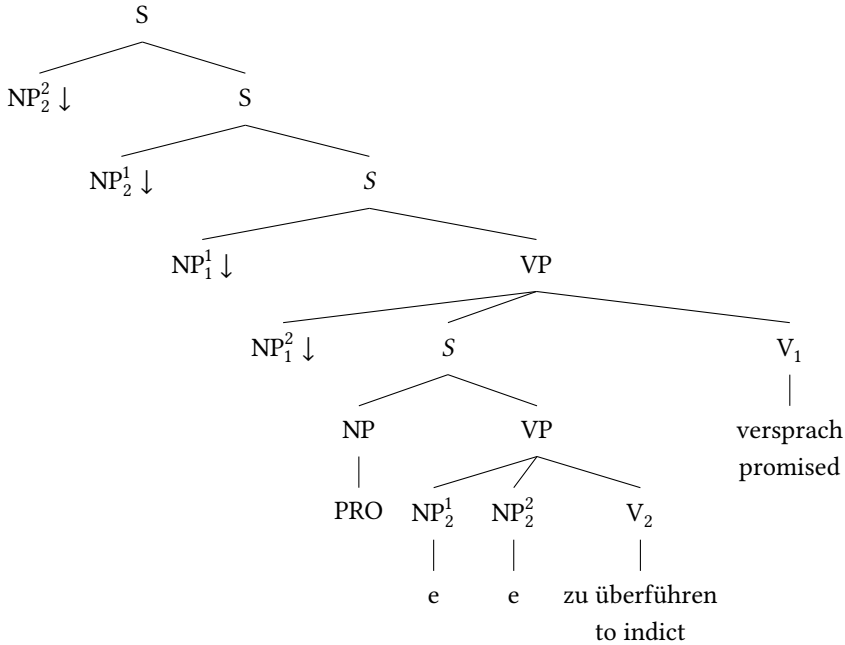 S
NP²₂ ↓ S
NP¹₂ ↓ S
NP¹₁ ↓ VP
NP²₁ ↓ S V₁
NP VP versprach
promised
PRO NP¹₂ NP²₂ V₂
e e zu überführen
to indict